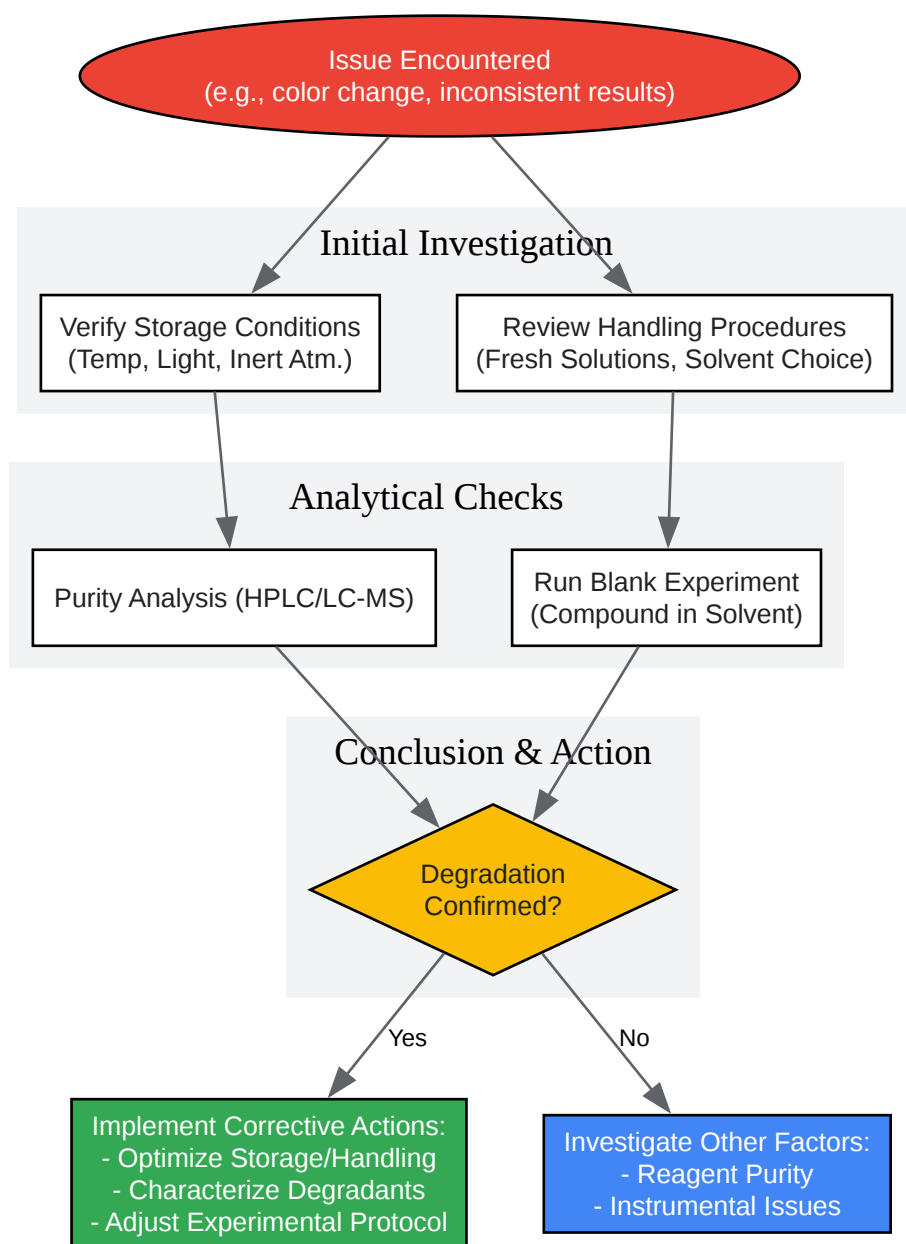 Issue Encountered
(e.g., color change, inconsistent results)
Initial Investigation
Verify Storage Conditions
(Temp, Light, Inert Atm.)
Review Handling Procedures
(Fresh Solutions, Solvent Choice)
Analytical Checks
Purity Analysis (HPLC/LC-MS)
Run Blank Experiment
(Compound in Solvent)
Conclusion & Action
Degradation
Confirmed?
Yes
No
Implement Corrective Actions:
- Optimize Storage/Handling
- Characterize Degradants
- Adjust Experimental Protocol
Investigate Other Factors:
- Reagent Purity
- Instrumental Issues